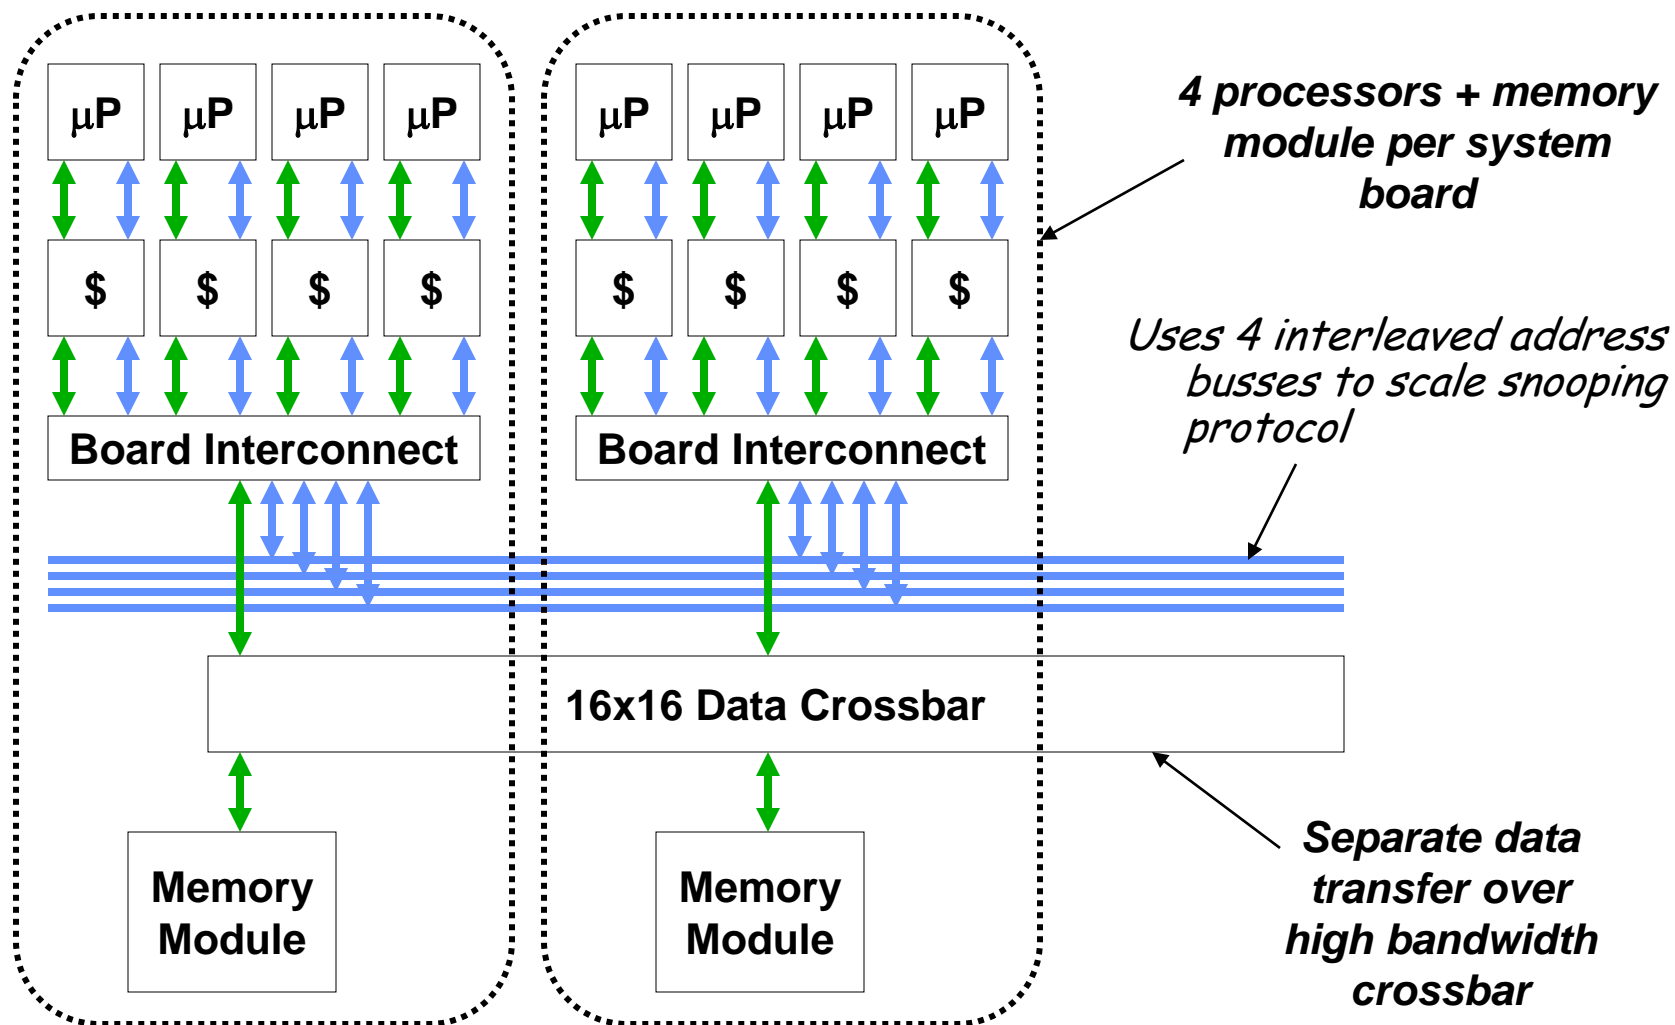 μP μP μP μP μP μP μP μP
4 processors + memory
module per system
board
$ $ $ $ $ $ $ $
Uses 4 interleaved address
busses to scale snooping
protocol
Board Interconnect Board Interconnect
16x16 Data Crossbar
Memory
Module
Memory
Module
Separate data
transfer over
high bandwidth
crossbar